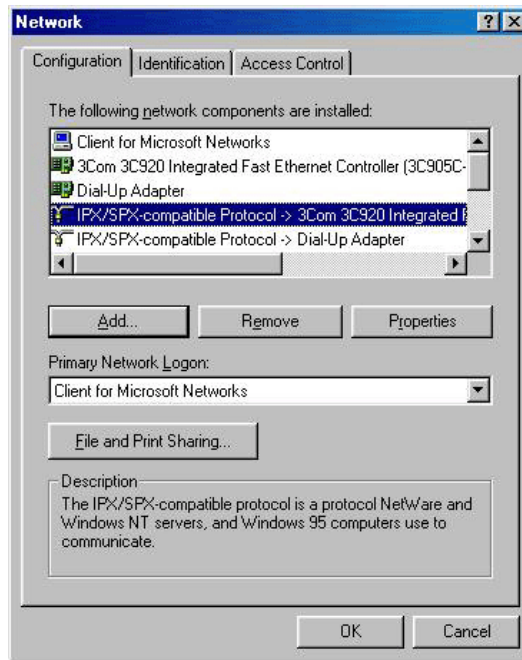 Network
Configuration Identification Access Control
The following network components are installed:
Client for Microsoft Networks
3Com 3C920 Integrated Fast Ethernet Controller (3C905C-
Dial-Up Adapter
IPX/SPX-compatible Protocol -> 3Com 3C920 Integrated F
IPX/SPX-compatible Protocol -> Dial-Up Adapter
Add... Remove Properties
Primary Network Logon:
Client for Microsoft Networks
File and Print Sharing...
Description
The IPX/SPX-compatible protocol is a protocol NetWare and
Windows NT servers, and Windows 95 computers use to
communicate.
OK Cancel